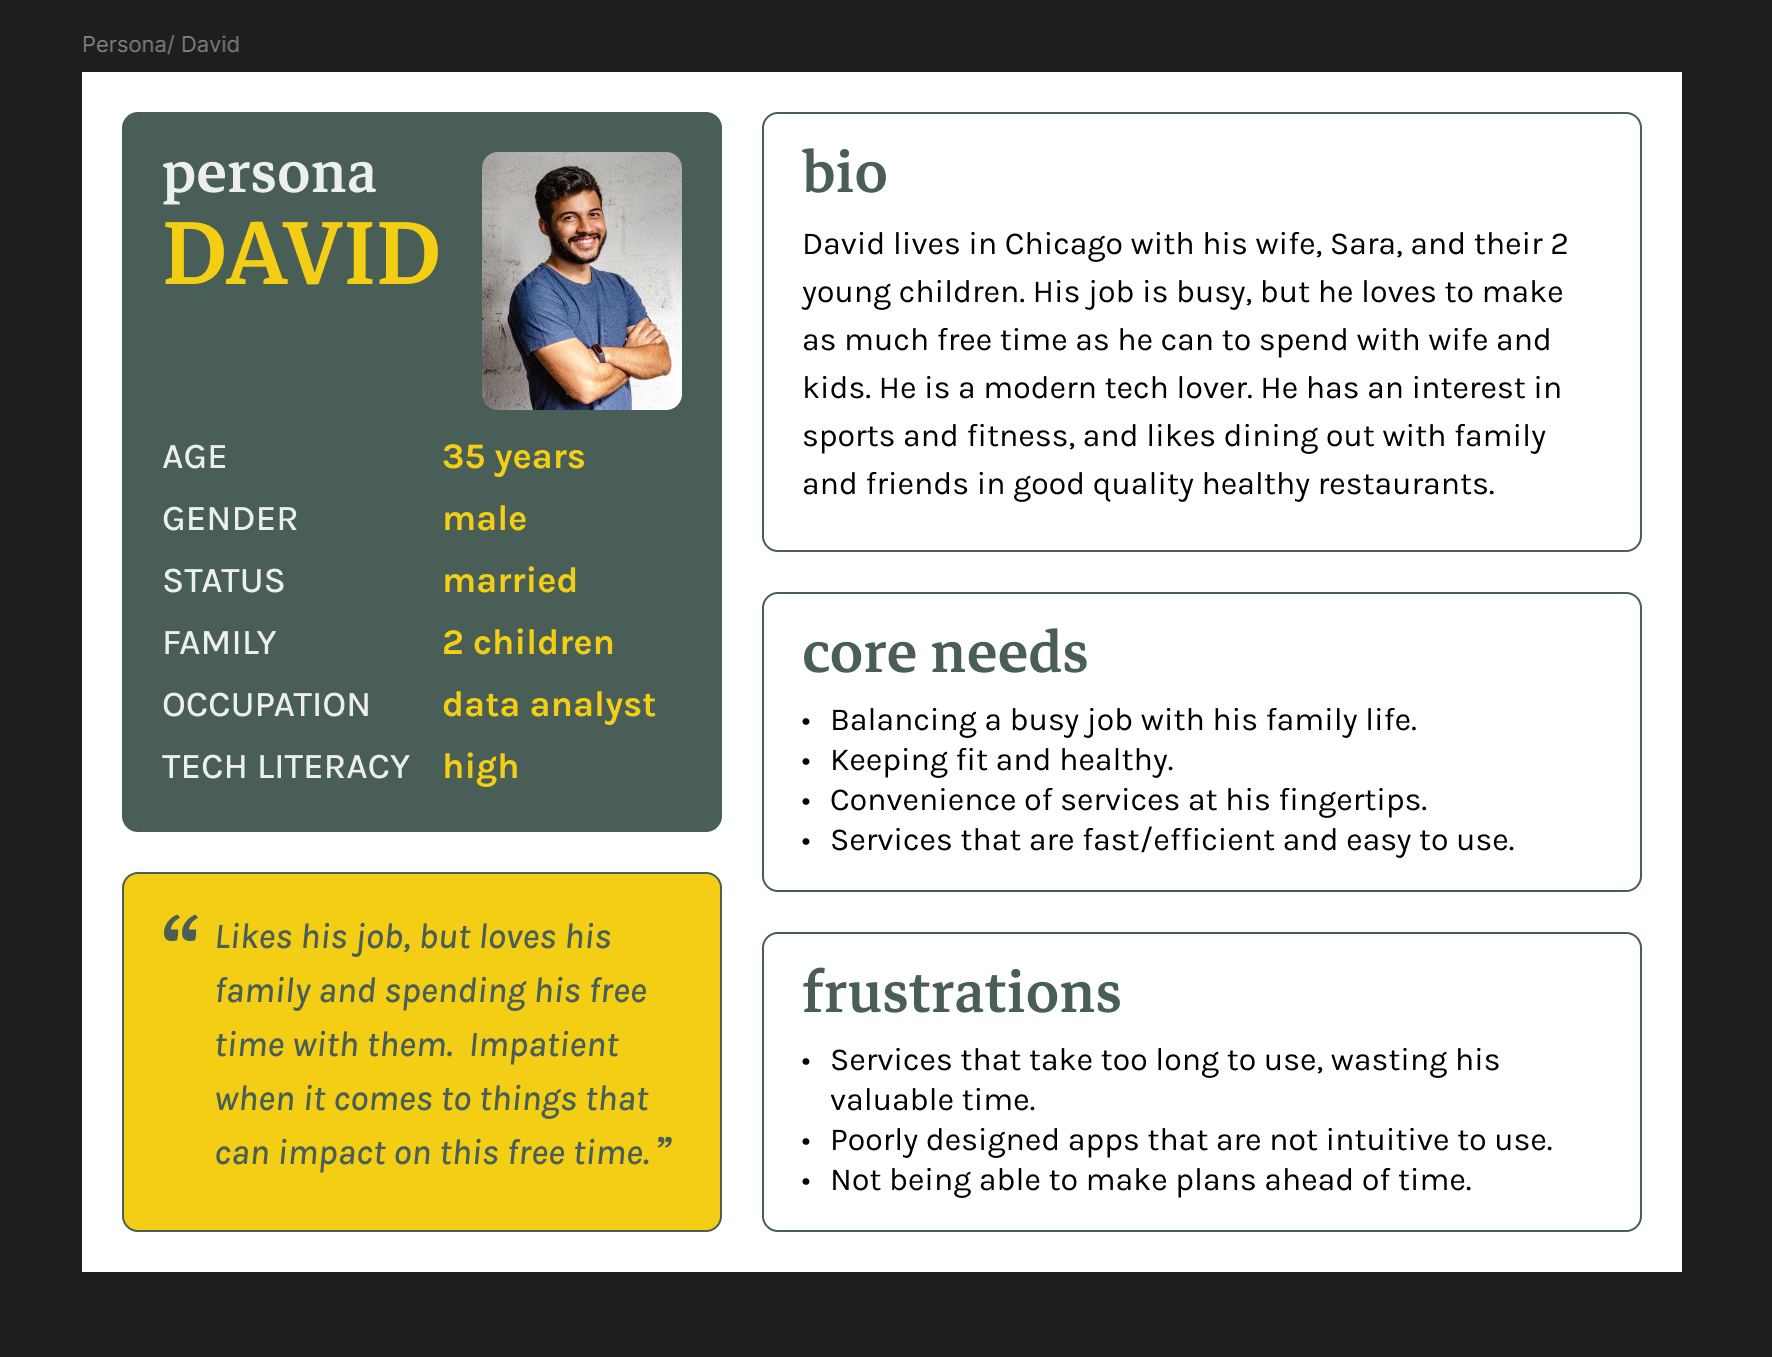 Persona/ David
persona
DAVID
AGE 35 years
GENDER male
STATUS married
FAMILY 2 children
OCCUPATION data analyst
TECH LITERACY high
“ Likes his job, but loves his
family and spending his free
time with them.  Impatient
when it comes to things that
can impact on this free time. ”
bio
David lives in Chicago with his wife, Sara, and their 2
young children. His job is busy, but he loves to make
as much free time as he can to spend with wife and
kids. He is a modern tech lover. He has an interest in
sports and fitness, and likes dining out with family
and friends in good quality healthy restaurants.
core needs
• Balancing a busy job with his family life.
• Keeping fit and healthy.
• Convenience of services at his fingertips.
• Services that are fast/efficient and easy to use.
frustrations
• Services that take too long to use, wasting his
valuable time.
• Poorly designed apps that are not intuitive to use.
• Not being able to make plans ahead of time.